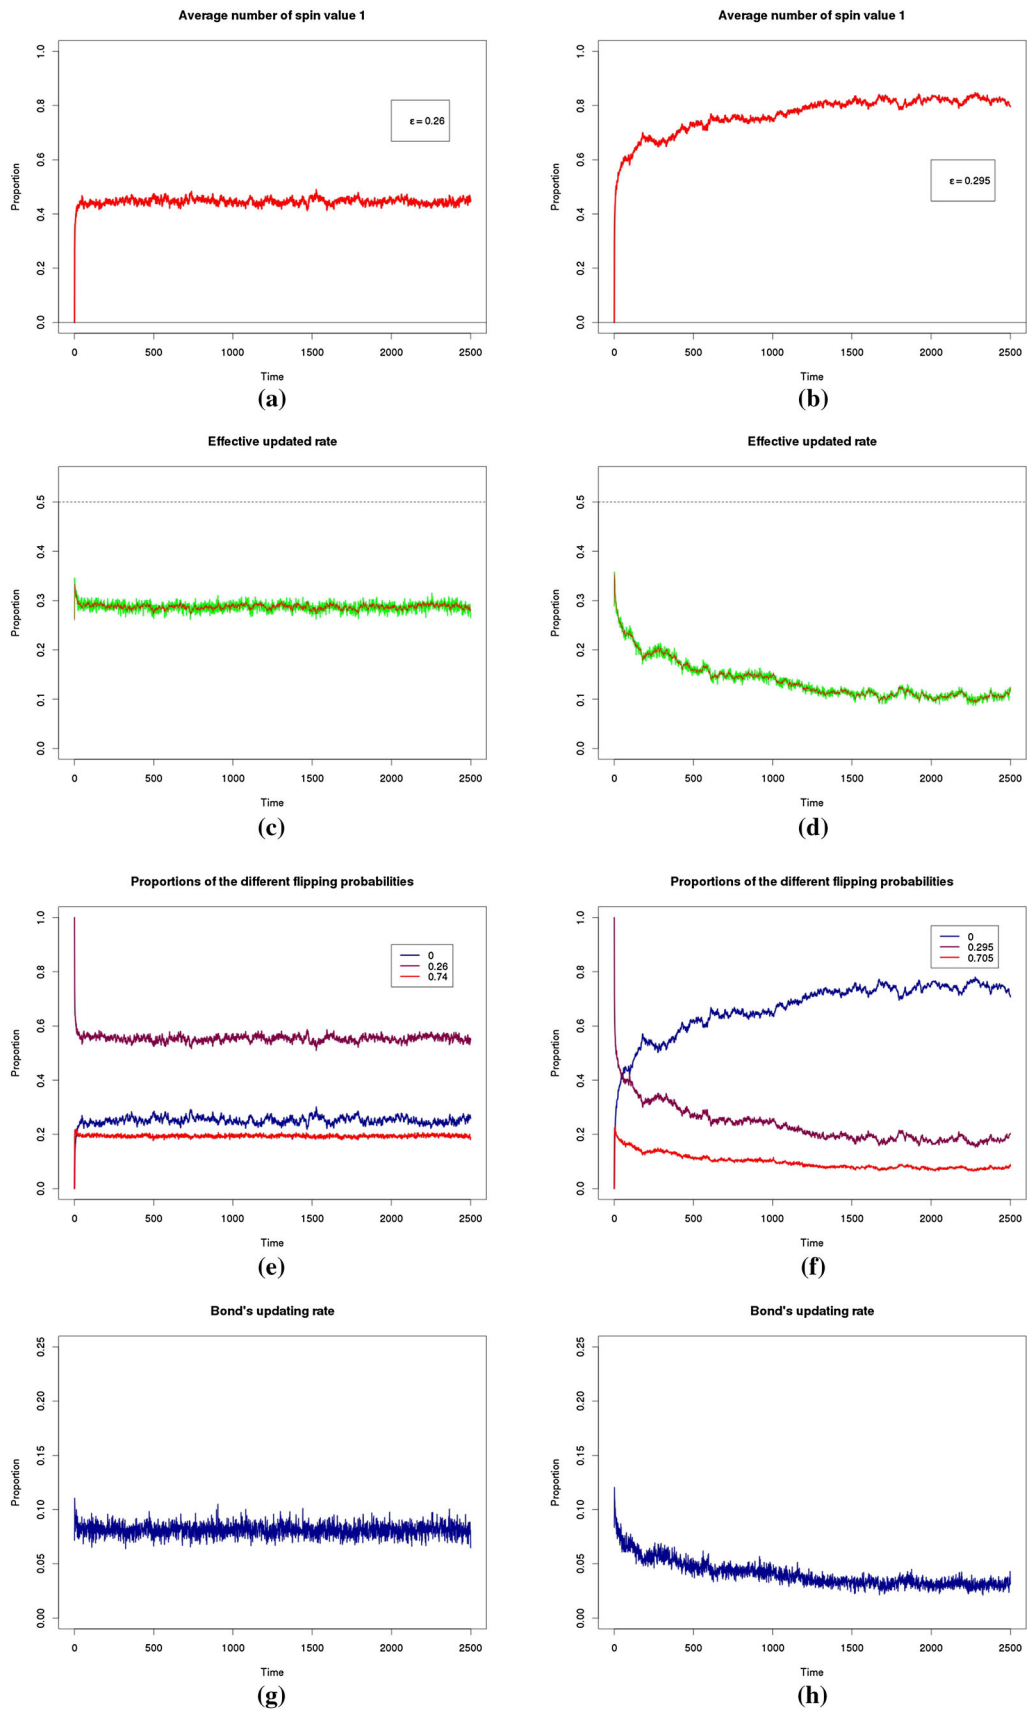 Average number of spin value 1
Proportion
1.0
0.8
0.6
0.4
0.2
0.0
ε = 0.26
0 500 1000 1500 2000 2500
Time
(a)
Average number of spin value 1
Proportion
1.0
0.8
0.6
0.4
0.2
0.0
ε = 0.295
0 500 1000 1500 2000 2500
Time
(b)
Effective updated rate
Proportion
0.5
0.4
0.3
0.2
0.1
0.0
0 500 1000 1500 2000 2500
Time
(c)
Effective updated rate
Proportion
0.5
0.4
0.3
0.2
0.1
0.0
0 500 1000 1500 2000 2500
Time
(d)
Proportions of the different flipping probabilities
Proportion
1.0
0.8
0.6
0.4
0.2
0.0
0
0.26
0.74
0 500 1000 1500 2000 2500
Time
(e)
Proportions of the different flipping probabilities
Proportion
1.0
0.8
0.6
0.4
0.2
0.0
0
0.295
0.705
0 500 1000 1500 2000 2500
Time
(f)
Bond's updating rate
Proportion
0.25
0.20
0.15
0.10
0.05
0.00
0 500 1000 1500 2000 2500
Time
(g)
Bond's updating rate
Proportion
0.25
0.20
0.15
0.10
0.05
0.00
0 500 1000 1500 2000 2500
Time
(h)